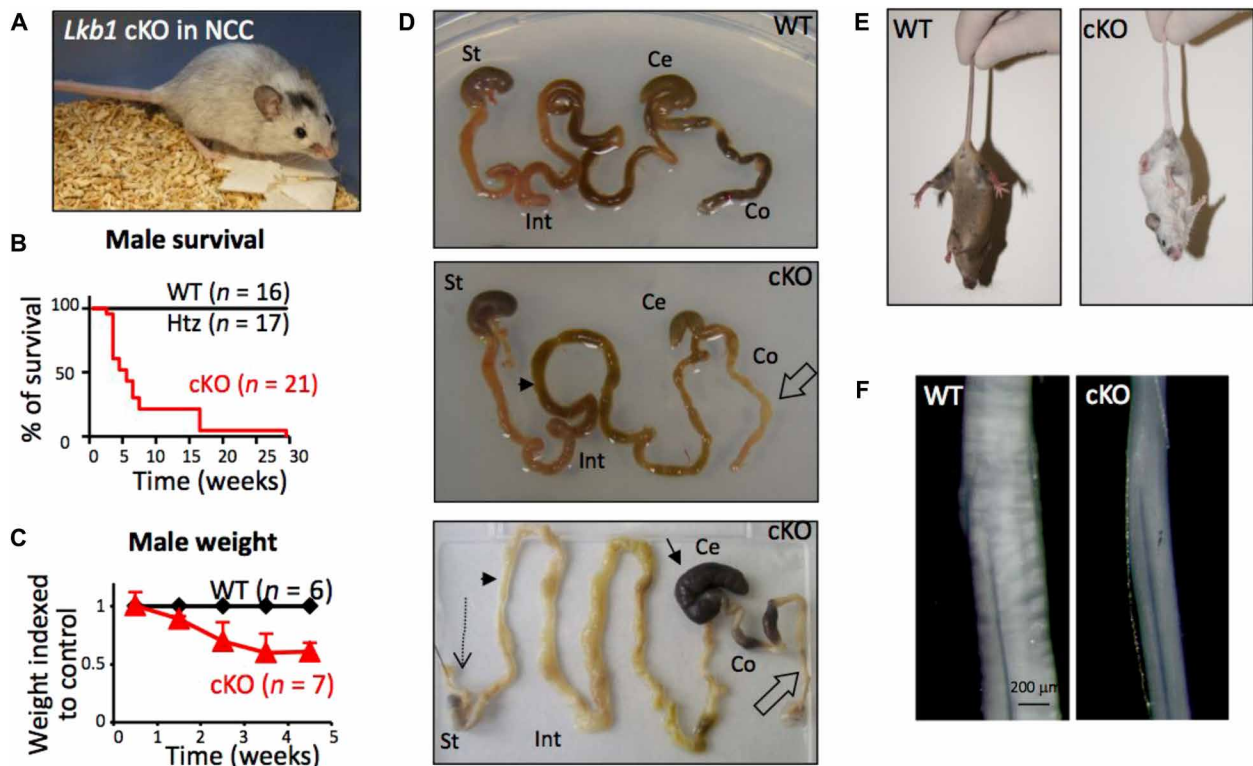 A
Lkb1 cKO in NCC
B
Male survival
WT (n = 16)
Htz (n = 17)
cKO (n = 21)
% of survival
100
50
0
0 5 10 15 20 25 30
Time (weeks)
C
Male weight
WT (n = 6)
cKO (n = 7)
Weight indexed
to control
1
0.5
0
0 1 2 3 4 5
Time (weeks)
D
WT
St
Ce
Int
Co
cKO
St
Ce
Co
Int
cKO
Ce
Co
St
Int
E
WT
cKO
F
WT
cKO
200 µm